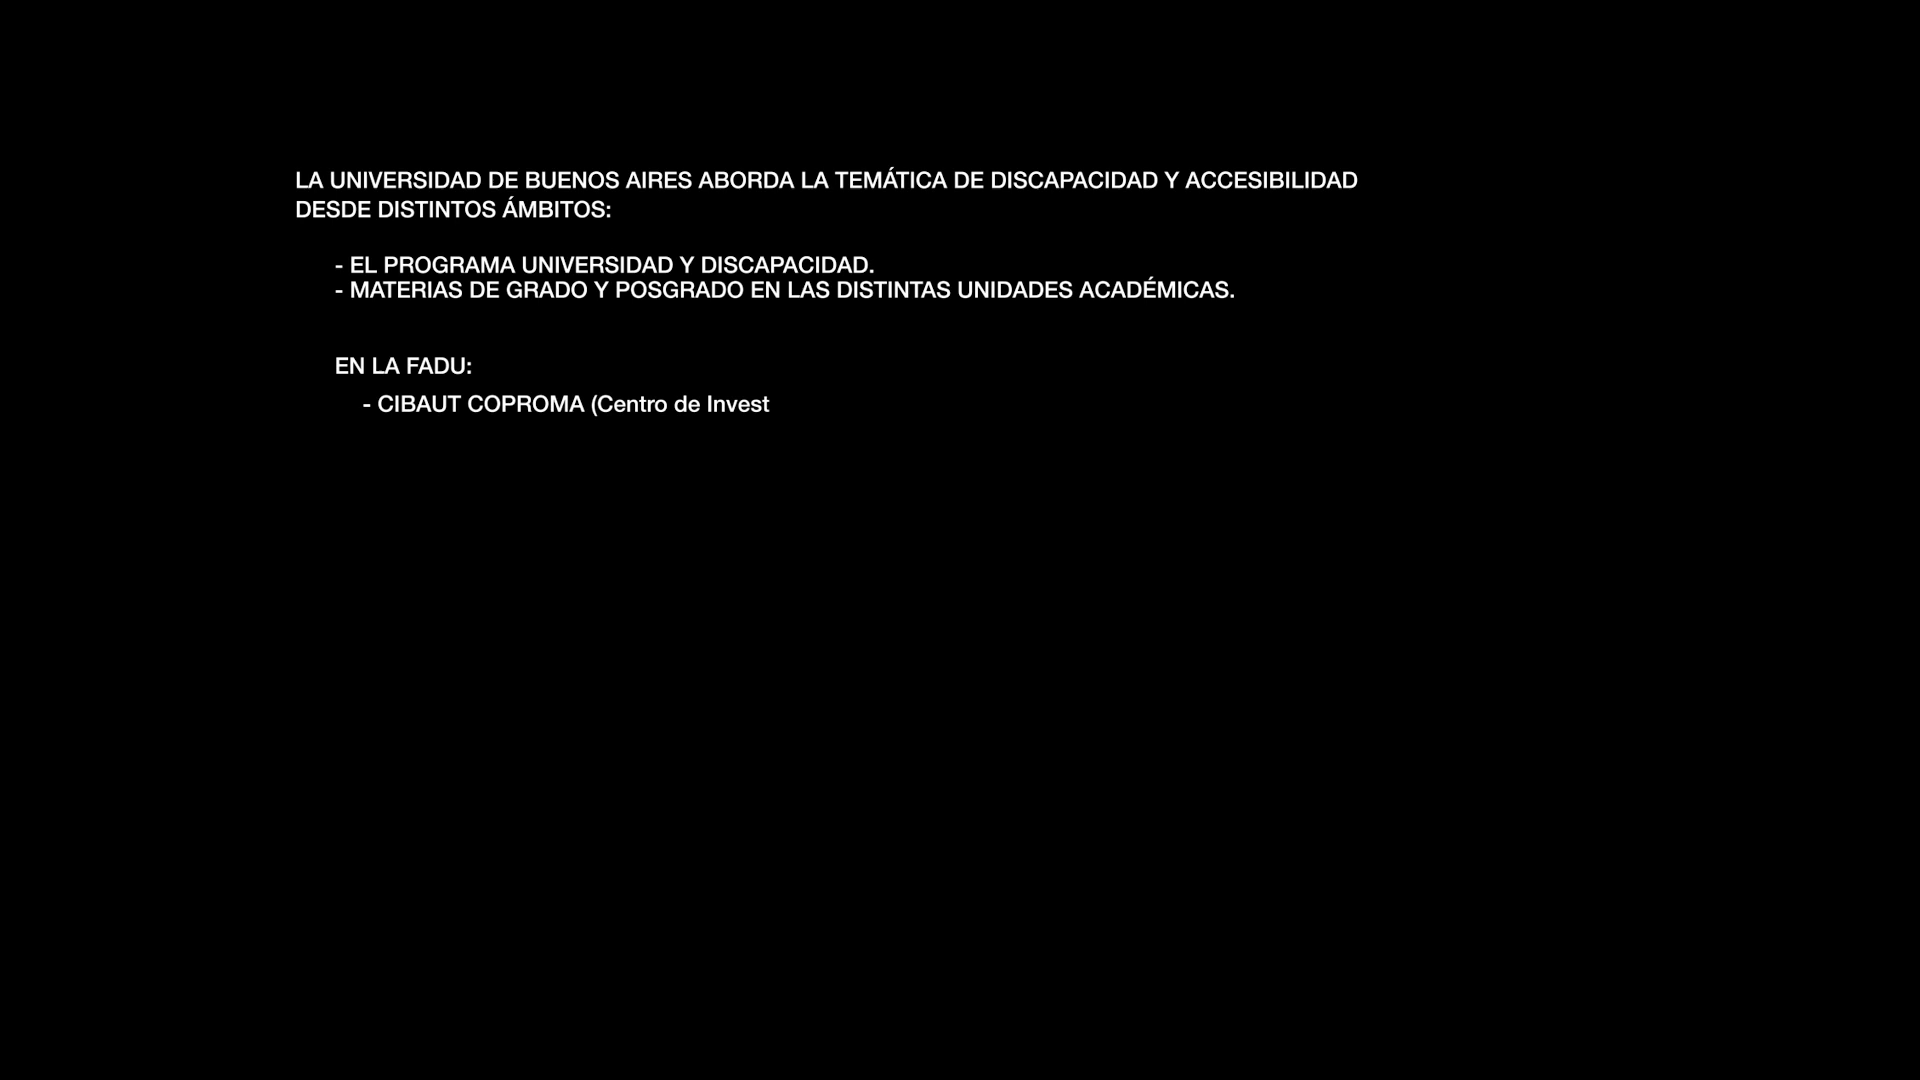 LA UNIVERSIDAD DE BUENOS AIRES ABORDA LA TEMÁTICA DE DISCAPACIDAD Y ACCESIBILIDAD
DESDE DISTINTOS ÁMBITOS:
- EL PROGRAMA UNIVERSIDAD Y DISCAPACIDAD.
- MATERIAS DE GRADO Y POSGRADO EN LAS DISTINTAS UNIDADES ACADÉMICAS.
EN LA FADU:
- CIBAUT COPROMA (Centro de Invest